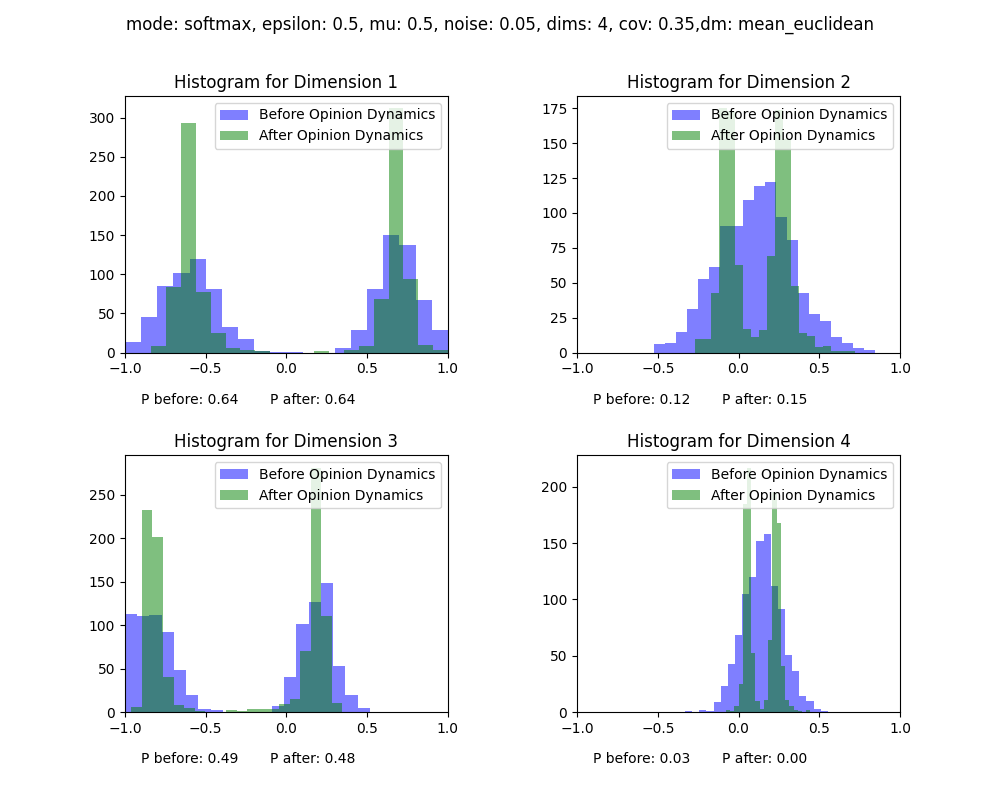 mode: softmax, epsilon: 0.5, mu: 0.5, noise: 0.05, dims: 4, cov: 0.35,dm: mean_euclidean
Histogram for Dimension 1
Before Opinion Dynamics
After Opinion Dynamics
300
250
200
150
100
50
0
−1.0 −0.5 0.0 0.5 1.0
P before: 0.64 P after: 0.64
Histogram for Dimension 2
Before Opinion Dynamics
After Opinion Dynamics
175
150
125
100
75
50
25
0
−1.0 −0.5 0.0 0.5 1.0
P before: 0.12 P after: 0.15
Histogram for Dimension 3
Before Opinion Dynamics
After Opinion Dynamics
250
200
150
100
50
0
−1.0 −0.5 0.0 0.5 1.0
P before: 0.49 P after: 0.48
Histogram for Dimension 4
Before Opinion Dynamics
After Opinion Dynamics
200
150
100
50
0
−1.0 −0.5 0.0 0.5 1.0
P before: 0.03 P after: 0.00